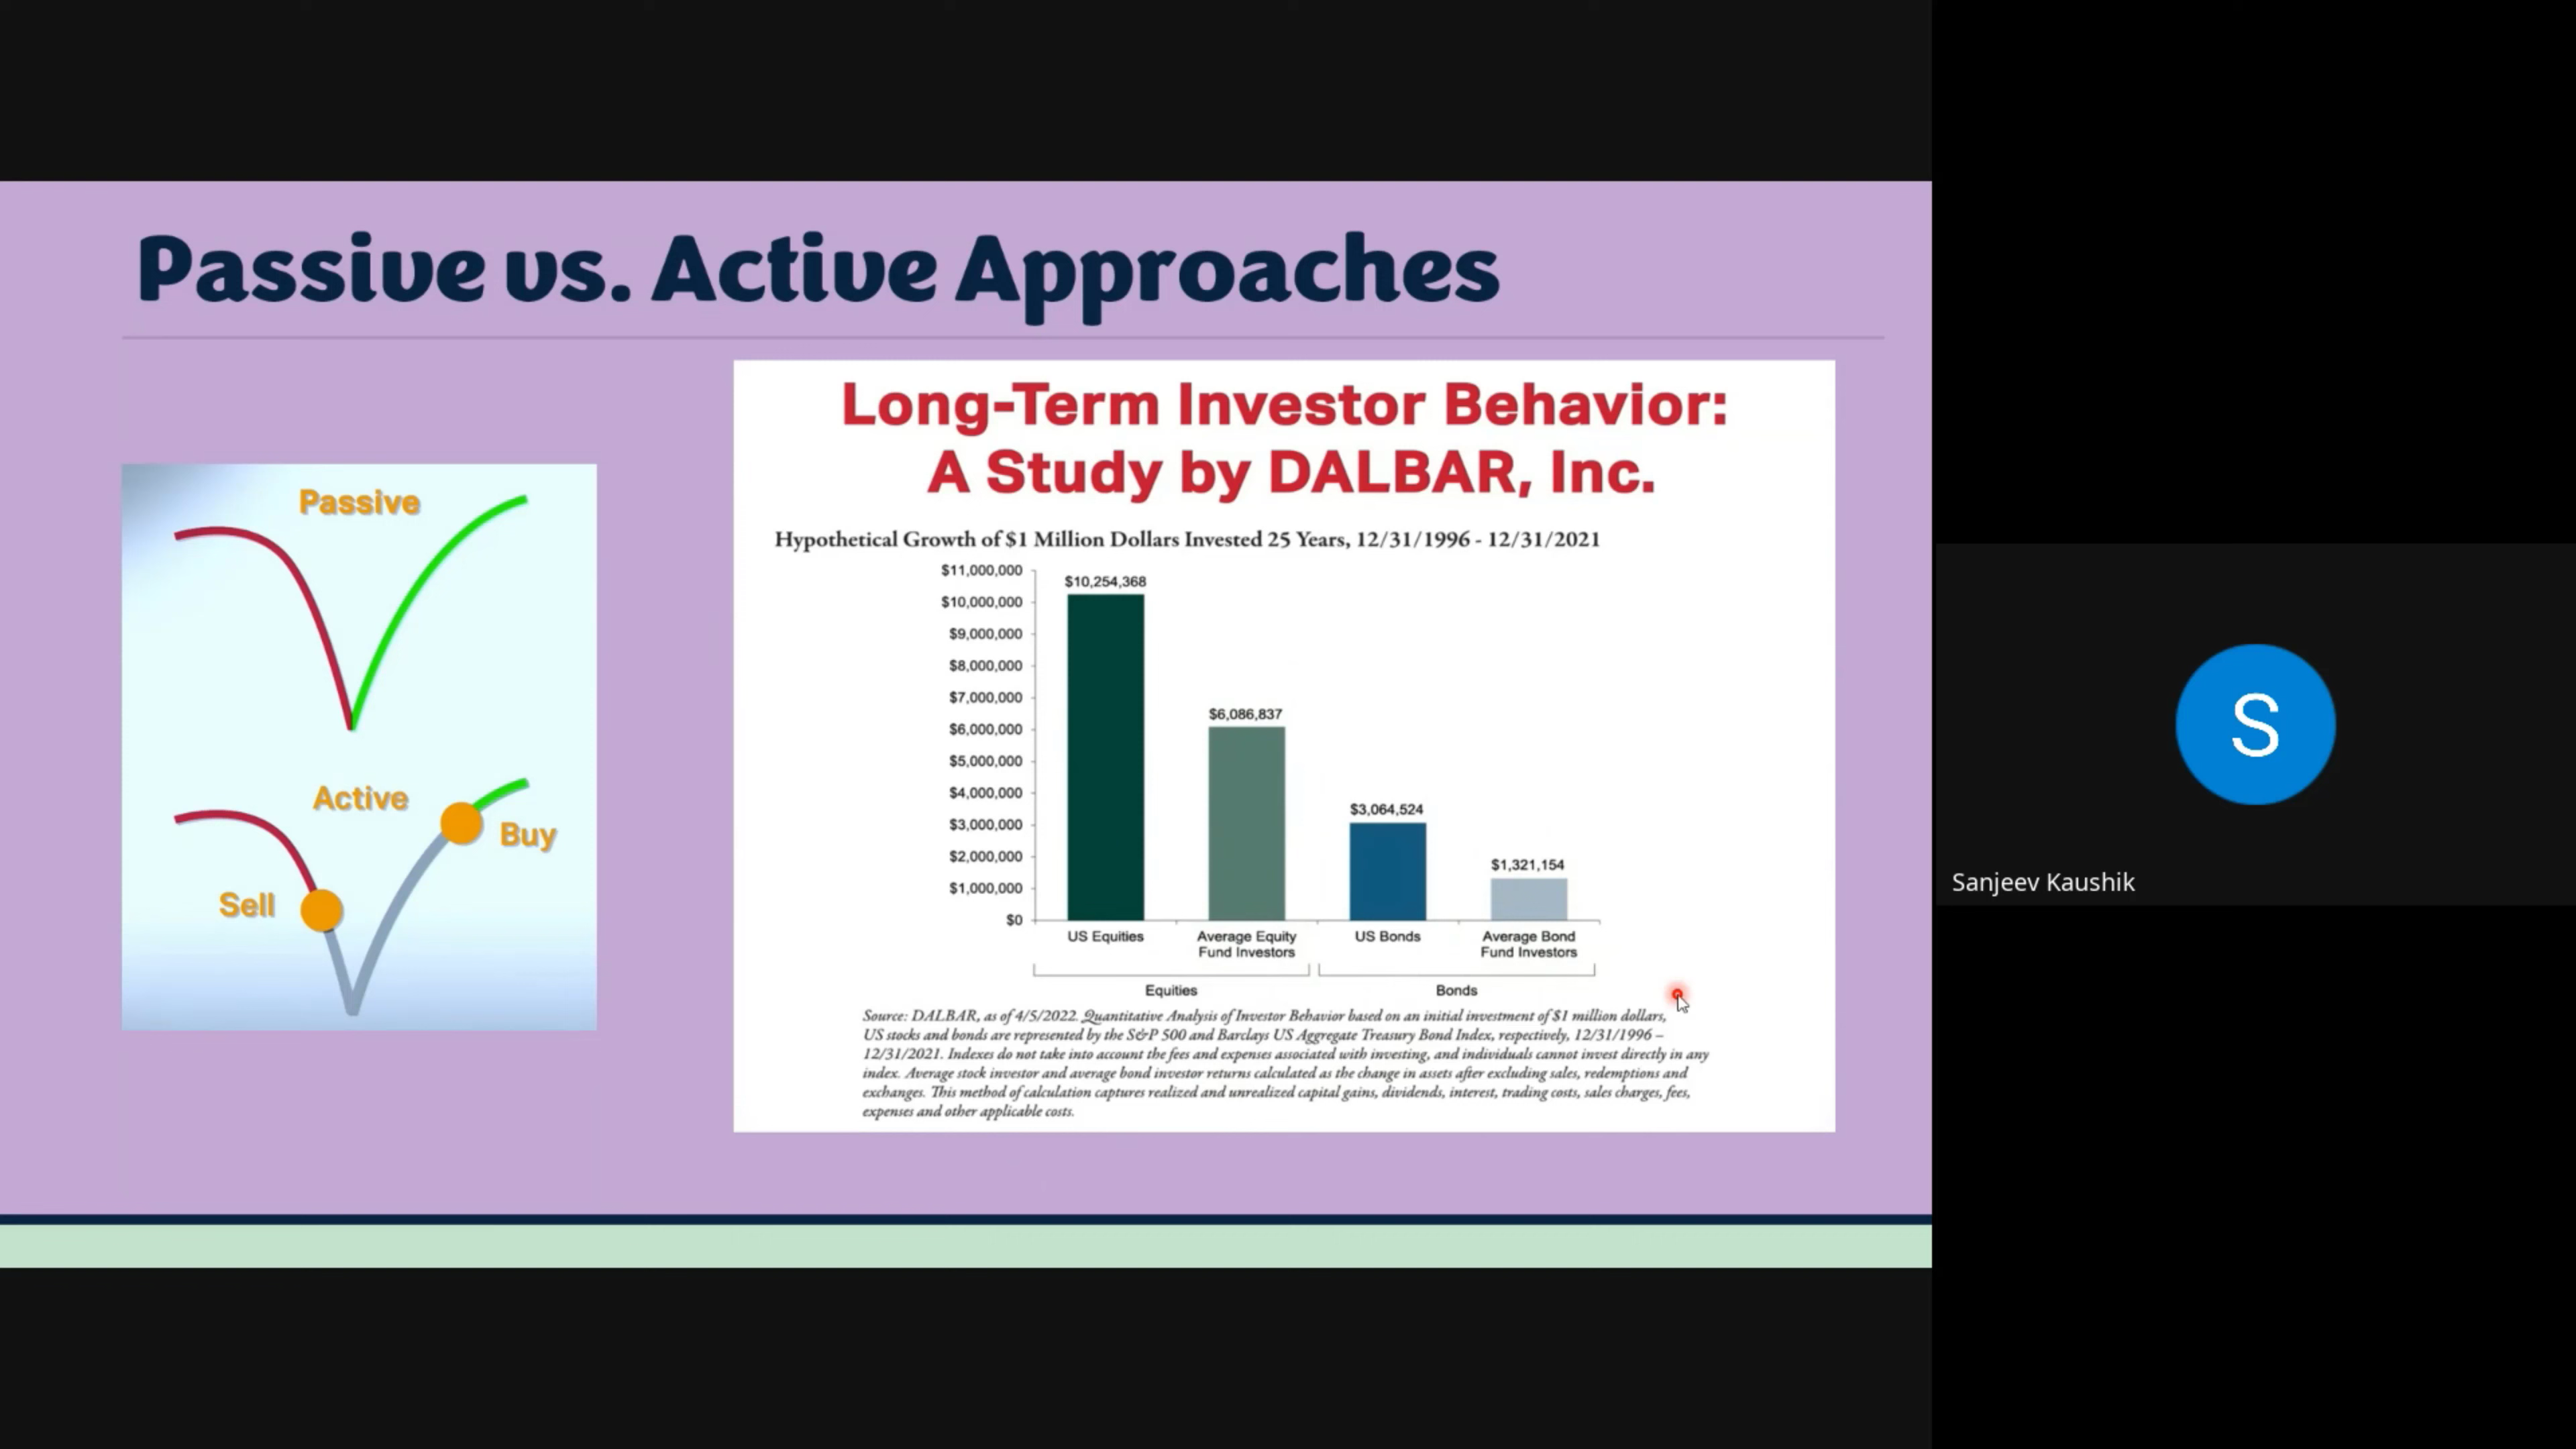 Passive vs. Active Approaches
Passive
Active
Buy
Sell
Long-Term Investor Behavior:
A Study by DALBAR, Inc.
Hypothetical Growth of $1 Million Dollars Invested 25 Years, 12/31/1996 - 12/31/2021
$11,000,000
$10,000,000
$9,000,000
$8,000,000
$7,000,000
$6,000,000
$5,000,000
$4,000,000
$3,000,000
$2,000,000
$1,000,000
$0
$10,254,368
$6,086,837
$3,064,524
$1,321,154
US Equities
Average Equity
Fund Investors
US Bonds
Average Bond
Fund Investors
Equities
Bonds
Source: DALBAR, as of 4/5/2022. Quantitative Analysis of Investor Behavior based on an initial investment of $1 million dollars,
US stocks and bonds are represented by the S&P 500 and Barclays US Aggregate Treasury Bond Index, respectively, 12/31/1996 –
12/31/2021. Indexes do not take into account the fees and expenses associated with investing, and individuals cannot invest directly in any
index. Average stock investor and average bond investor returns calculated as the change in assets after excluding sales, redemptions and
exchanges. This method of calculation captures realized and unrealized capital gains, dividends, interest, trading costs, sales charges, fees,
expenses and other applicable costs.
S
Sanjeev Kaushik